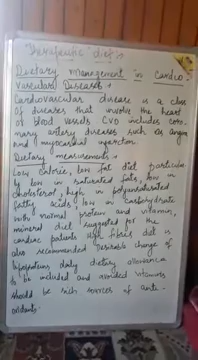 Therapeutic diet :
Dietary Management in Cardio
Vascular Diseases :
Cardiovascular disease is a class
of diseases that involve the heart
or blood vessels CVD includes coro
nary artery diseases such as angina
and myocardial
Dietary measurements :
Low calorie, low fat diet particula
ly low in saturated fats, low in
cholesterol, high in polyunsaturated
fatty acids, low in carbohydrate
with normal protein and vitamin,
mineral diet suggested for the
cardiac patients. High fibers diet is
also recommended desirable change of
lipoproteins daily dietary allowance
to be included and avoided vitamins
should be rich sources of anti-
oxidants.